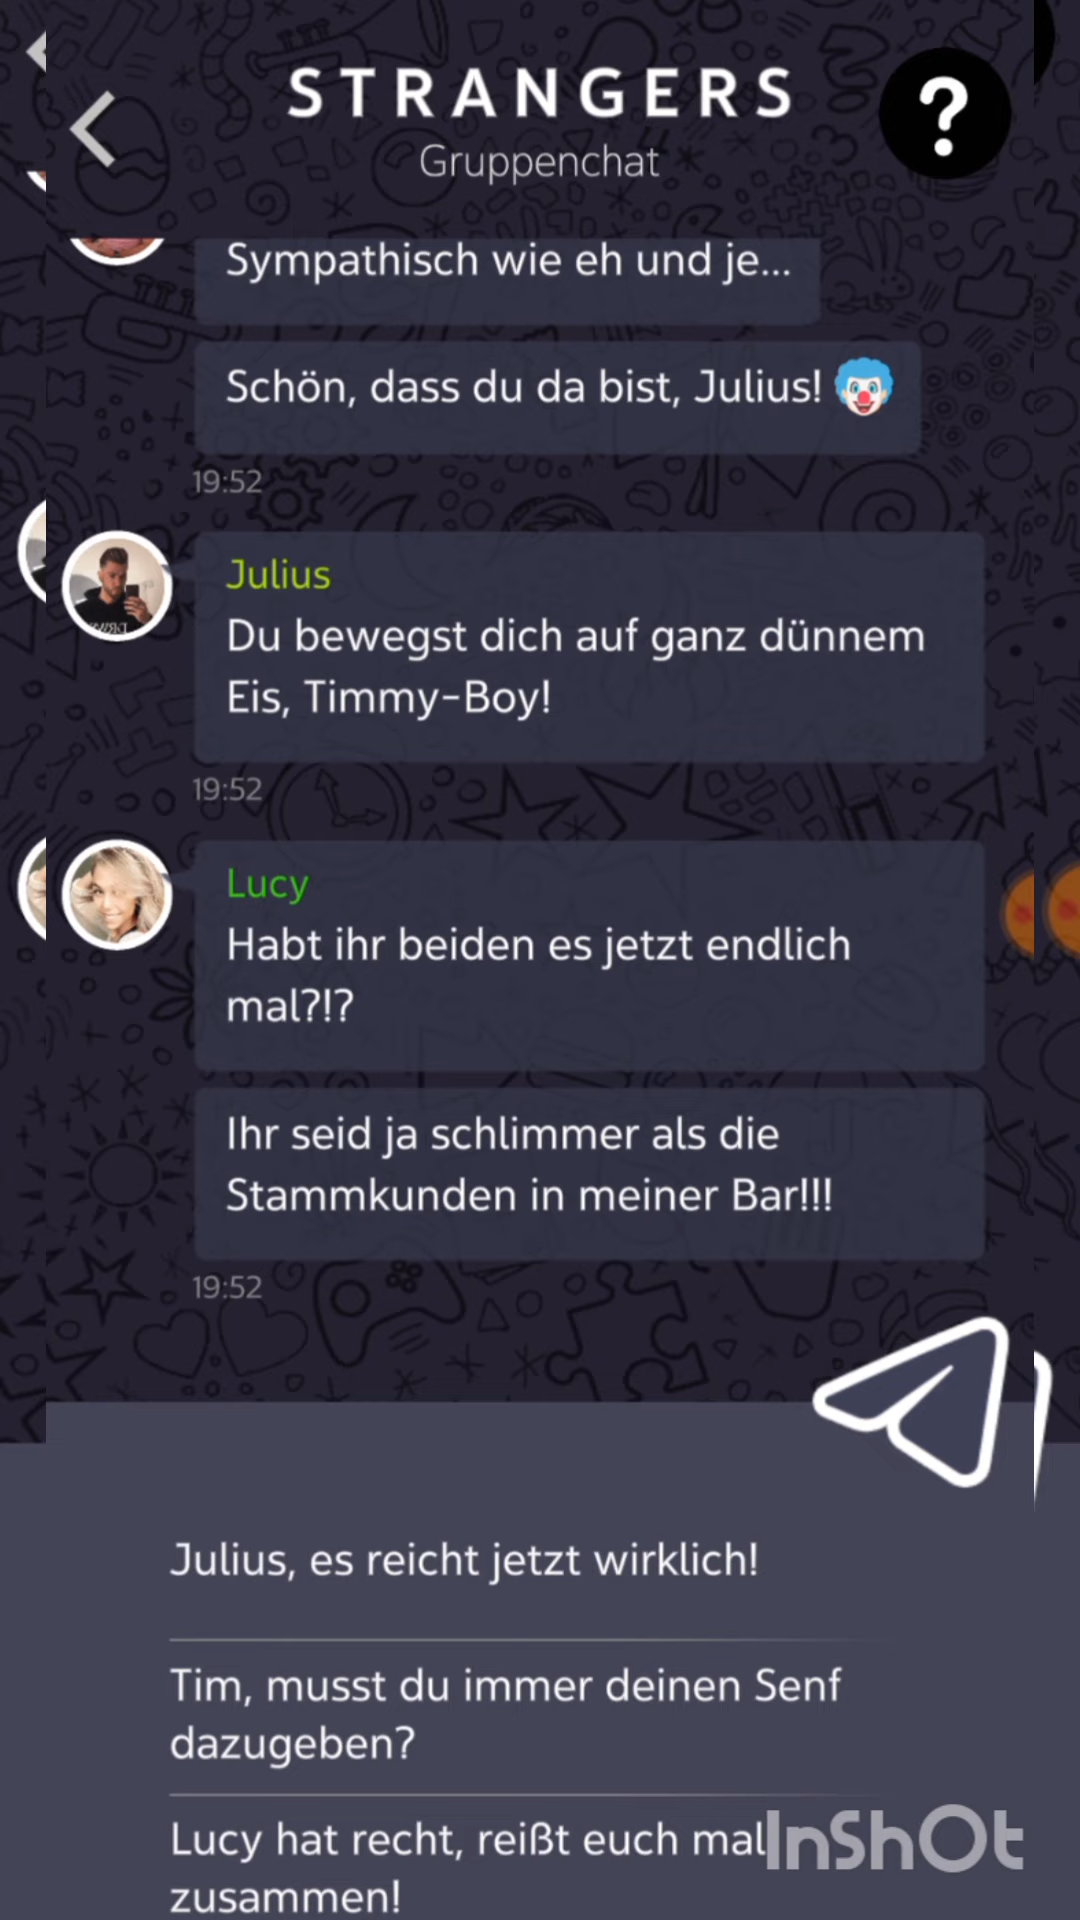 STRANGERS
?
Gruppenchat
Sympathisch wie eh und je...
Schön, dass du da bist, Julius! 🤡
19:52
Julius
Du bewegst dich auf ganz dünnem
Eis, Timmy-Boy!
19:52
Lucy
Habt ihr beiden es jetzt endlich
mal?!?
Ihr seid ja schlimmer als die
Stammkunden in meiner Bar!!!
19:52
Julius, es reicht jetzt wirklich!
Tim, musst du immer deinen Senf
dazugeben?
Lucy hat recht, reißt euch mal
zusammen!
InShOt